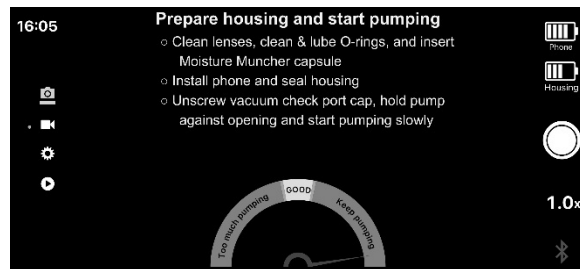 16:05
Prepare housing and start pumping
○ Clean lenses, clean & lube O-rings, and insert
Moisture Muncher capsule
○ Install phone and seal housing
○ Unscrew vacuum check port cap, hold pump
against opening and start pumping slowly
Phone
Housing
1.0x
Too much pumping
GOOD
Keep pumping